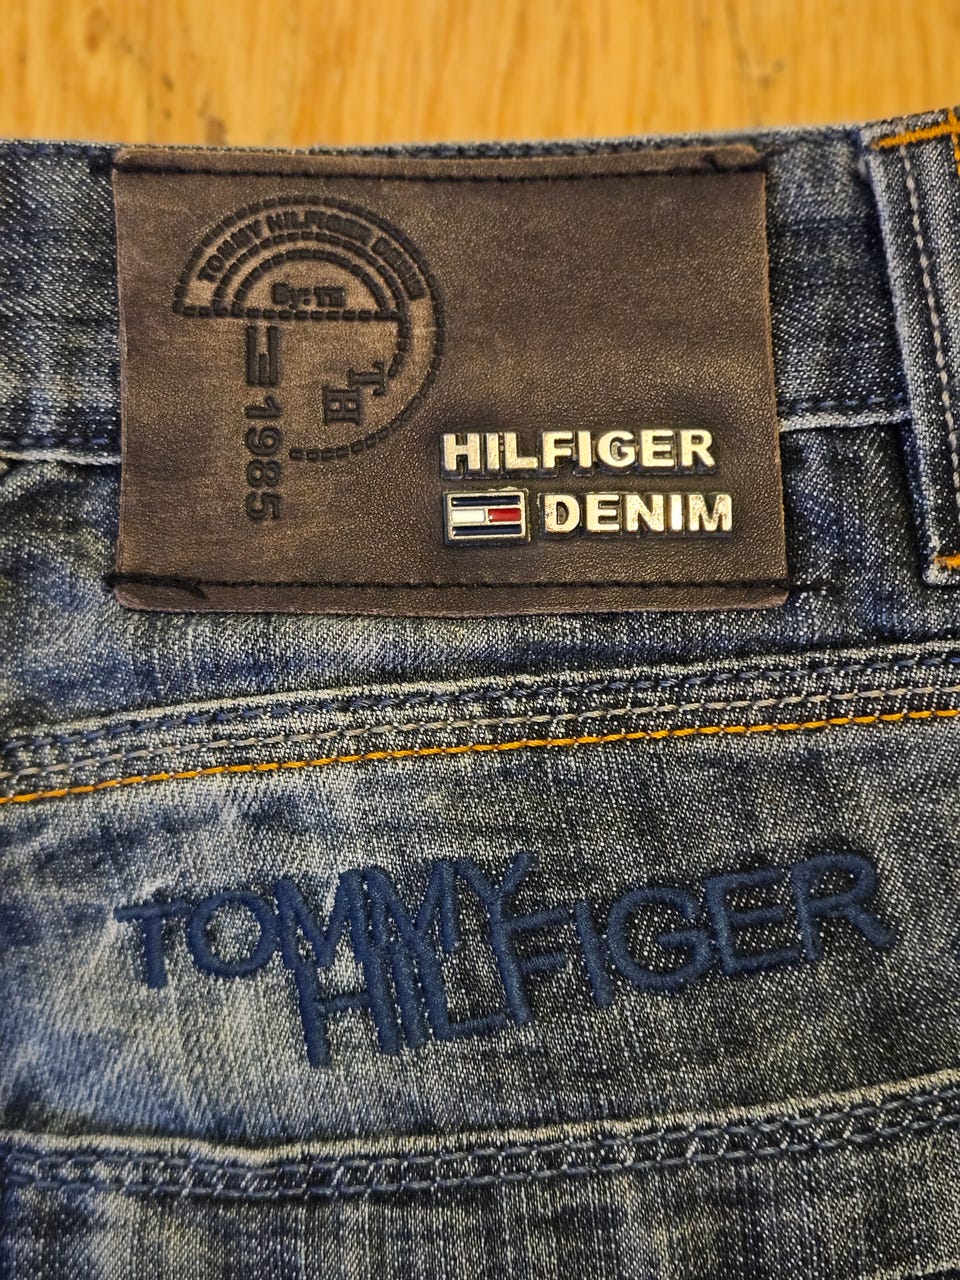 TOMMY HILFIGER DENIM
By: TH
TH
1985
HILFIGER
DENIM
TOMMY
HILFIGER